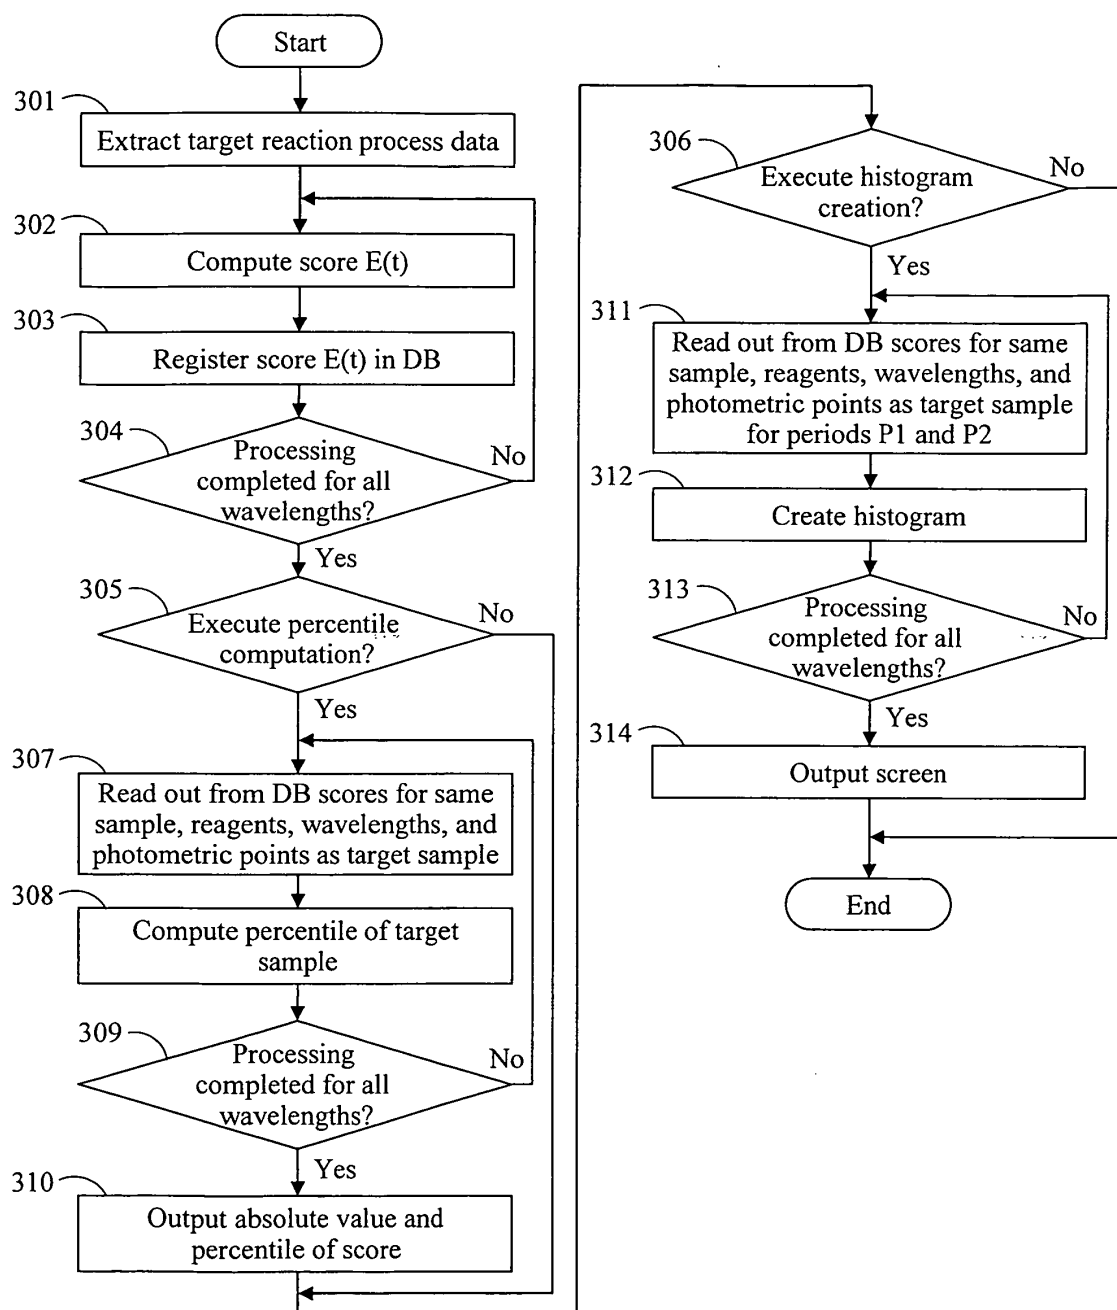 Start
301
Extract target reaction process data
302
Compute score E(t)
303
Register score E(t) in DB
304
Processing
completed for all
wavelengths?
No
Yes
305
Execute percentile
computation?
No
Yes
307
Read out from DB scores for same
sample, reagents, wavelengths, and
photometric points as target sample
308
Compute percentile of target
sample
309
Processing
completed for all
wavelengths?
No
Yes
310
Output absolute value and
percentile of score
306
Execute histogram
creation?
No
Yes
311
Read out from DB scores for same
sample, reagents, wavelengths, and
photometric points as target sample
for periods P1 and P2
312
Create histogram
313
Processing
completed for all
wavelengths?
No
Yes
314
Output screen
End